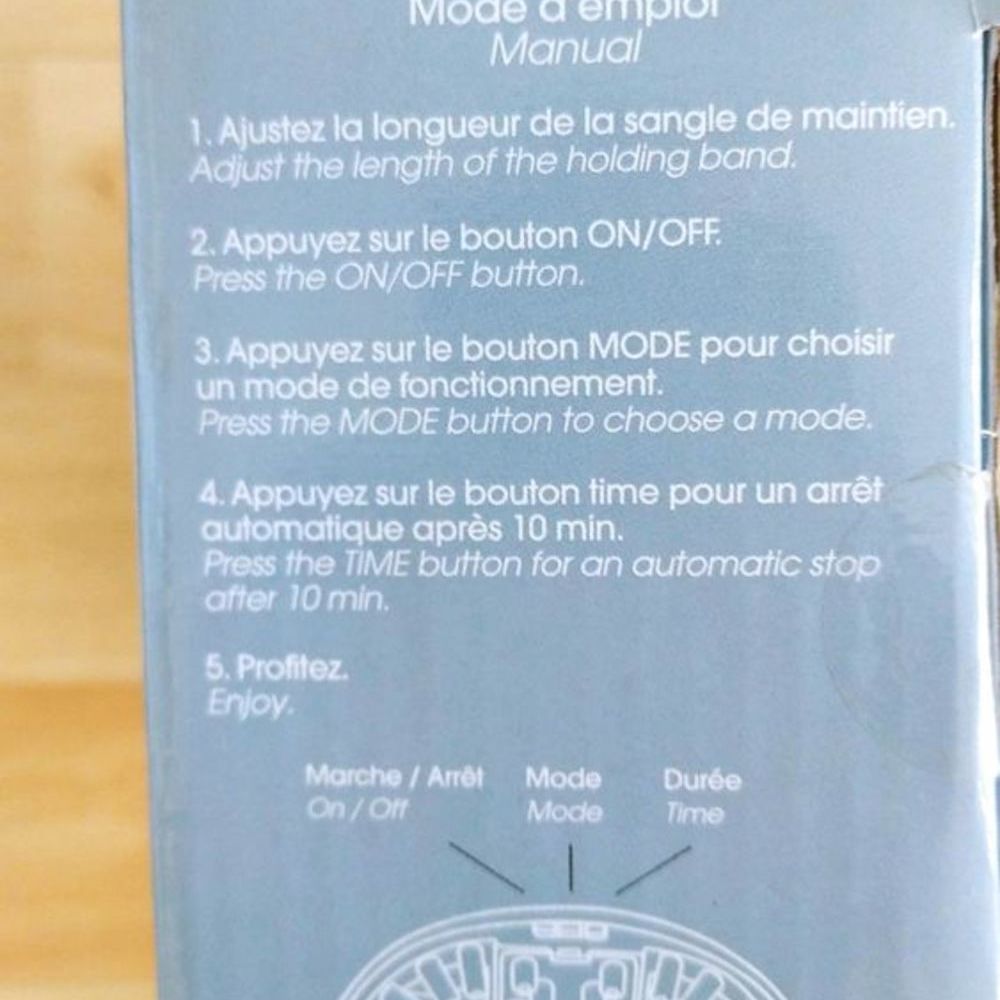 Mode d'emploi
Manual
1. Ajustez la longueur de la sangle de maintien.
Adjust the length of the holding band.
2. Appuyez sur le bouton ON/OFF.
Press the ON/OFF button.
3. Appuyez sur le bouton MODE pour choisir
un mode de fonctionnement.
Press the MODE button to choose a mode.
4. Appuyez sur le bouton time pour un arrêt
automatique après 10 min.
Press the TIME button for an automatic stop
after 10 min.
5. Profitez.
Enjoy.
Marche / Arrêt Mode Durée
On / Off Mode Time